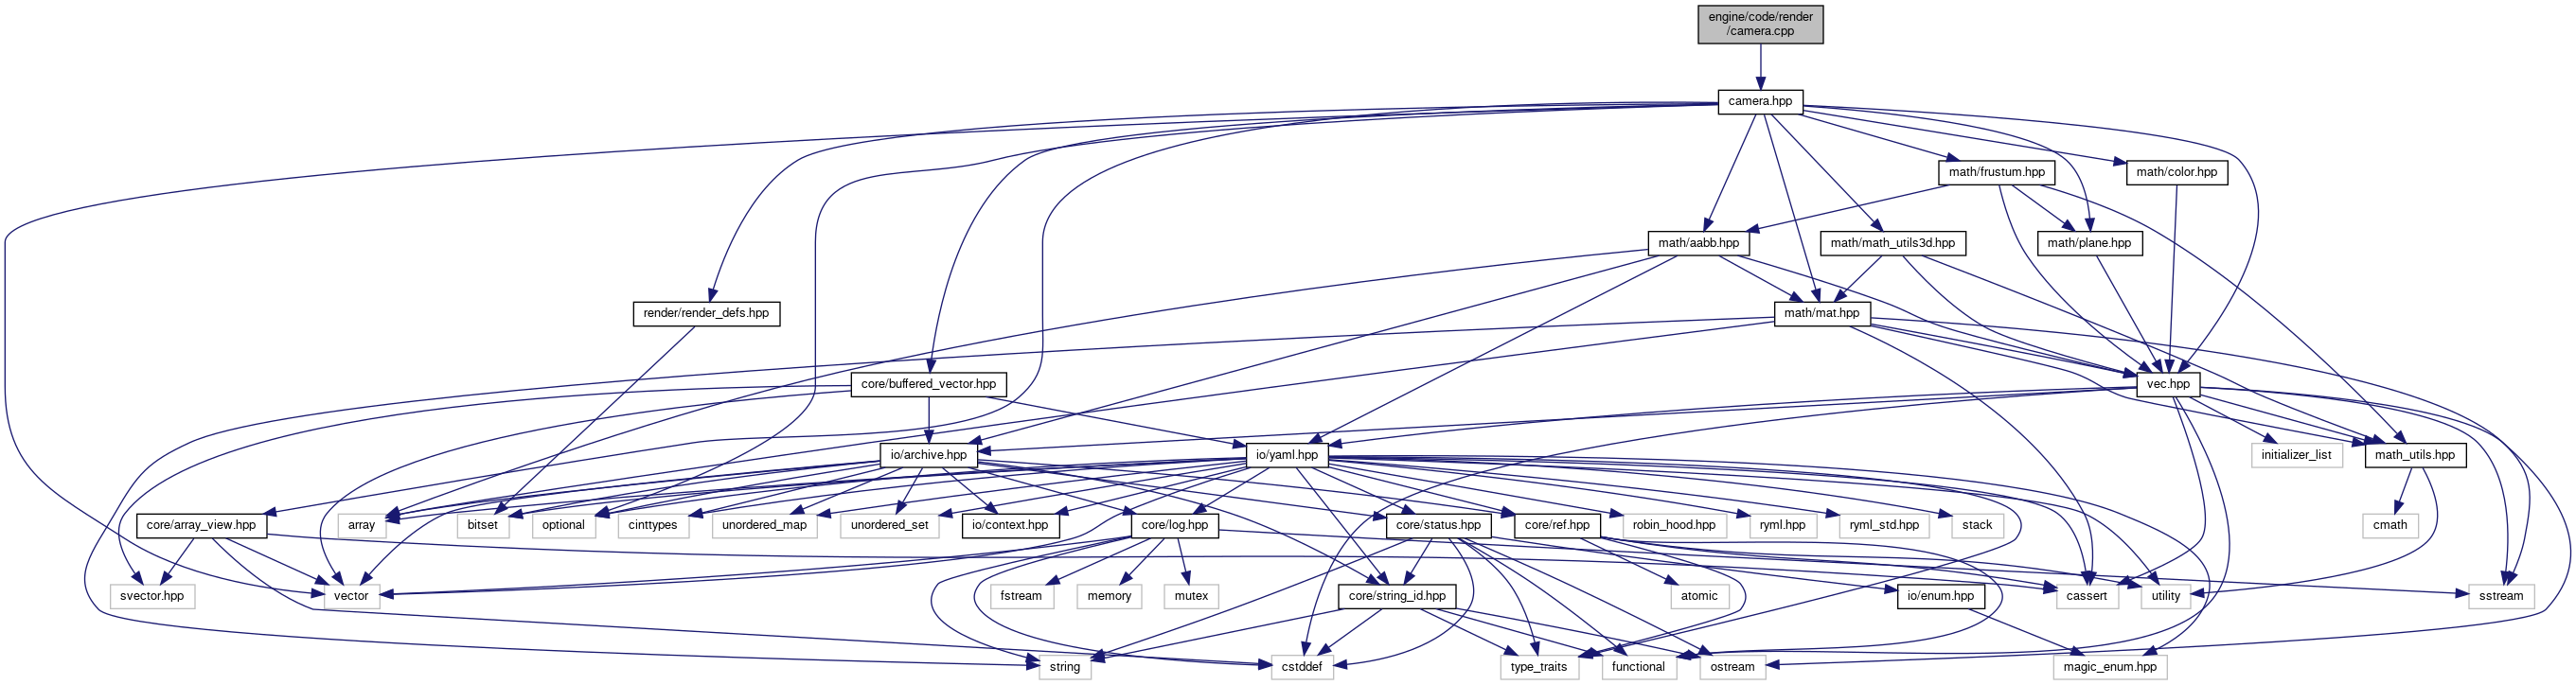 engine/code/render
/camera.cpp
camera.hpp
math/frustum.hpp
math/color.hpp
math/aabb.hpp
math/math_utils3d.hpp
math/plane.hpp
render/render_defs.hpp
math/mat.hpp
core/buffered_vector.hpp
vec.hpp
io/archive.hpp
io/yaml.hpp
initializer_list
math_utils.hpp
core/array_view.hpp
array
bitset
optional
cinttypes
unordered_map
unordered_set
io/context.hpp
core/log.hpp
core/status.hpp
core/ref.hpp
robin_hood.hpp
ryml.hpp
ryml_std.hpp
stack
cmath
svector.hpp
vector
fstream
memory
mutex
core/string_id.hpp
atomic
io/enum.hpp
cassert
utility
sstream
string
cstddef
type_traits
functional
ostream
magic_enum.hpp